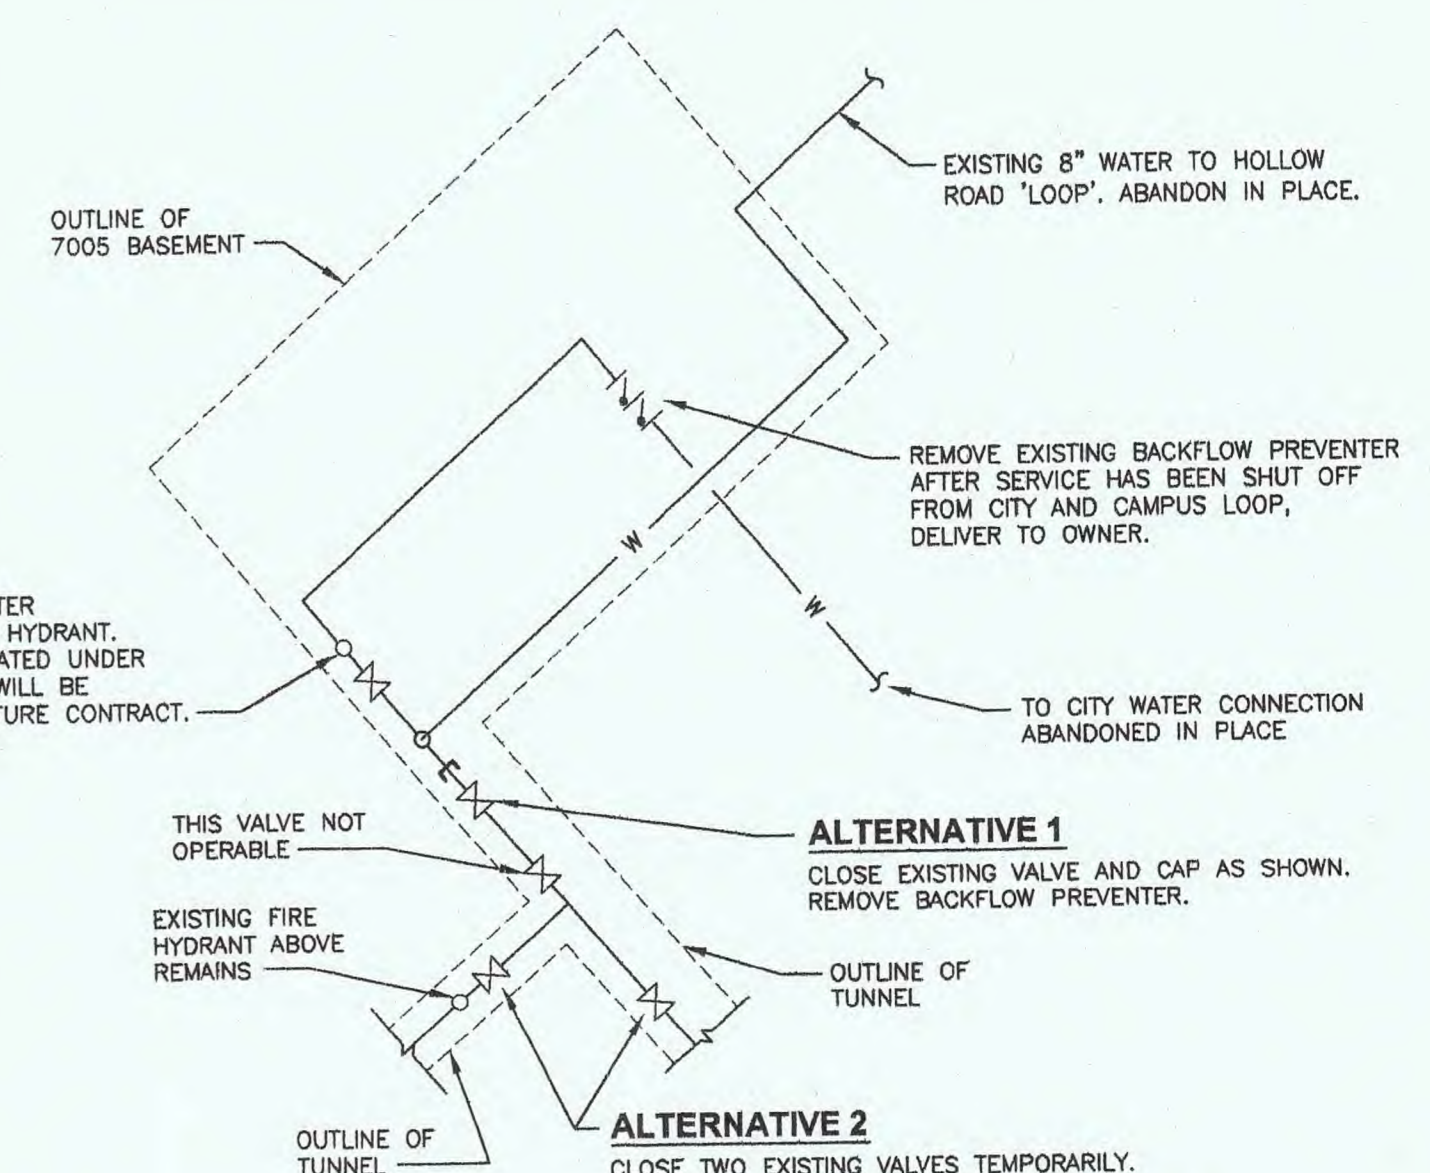 EXISTING 8" WATER TO HOLLOW
ROAD 'LOOP'. ABANDON IN PLACE.
OUTLINE OF
7005 BASEMENT
REMOVE EXISTING BACKFLOW PREVENTER
AFTER SERVICE HAS BEEN SHUT OFF
FROM CITY AND CAMPUS LOOP,
DELIVER TO OWNER.
W
W
HYDRANT.
UNDER
WILL BE
CONTRACT.
TO CITY WATER CONNECTION
ABANDONED IN PLACE
E
THIS VALVE NOT
OPERABLE
ALTERNATIVE 1
CLOSE EXISTING VALVE AND CAP AS SHOWN.
REMOVE BACKFLOW PREVENTER.
EXISTING FIRE
HYDRANT ABOVE
REMAINS
OUTLINE OF
TUNNEL
ALTERNATIVE 2
CLOSE TWO EXISTING VALVES TEMPORARILY.
OUTLINE OF
TUNNEL